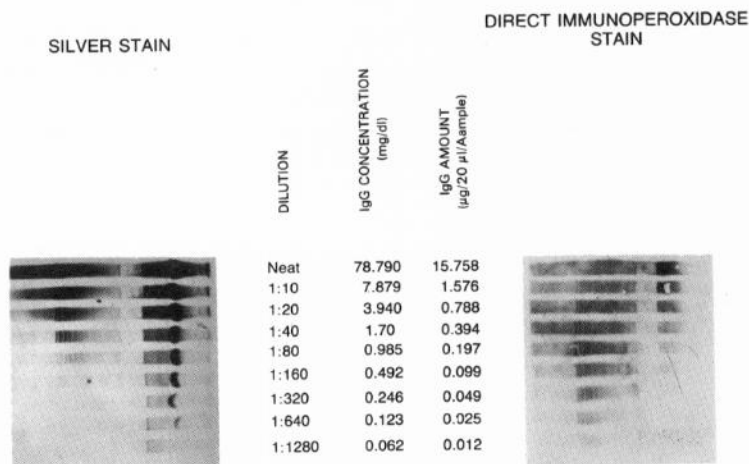 SILVER STAIN
DIRECT IMMUNOPEROXIDASE
STAIN
DILUTION
IgG CONCENTRATION
(mg/dl)
IgG AMOUNT
(µg/20 µl/Aample)
Neat 78.790 15.758
1:10 7.879 1.576
1:20 3.940 0.788
1:40 1.70 0.394
1:80 0.985 0.197
1:160 0.492 0.099
1:320 0.246 0.049
1:640 0.123 0.025
1:1280 0.062 0.012